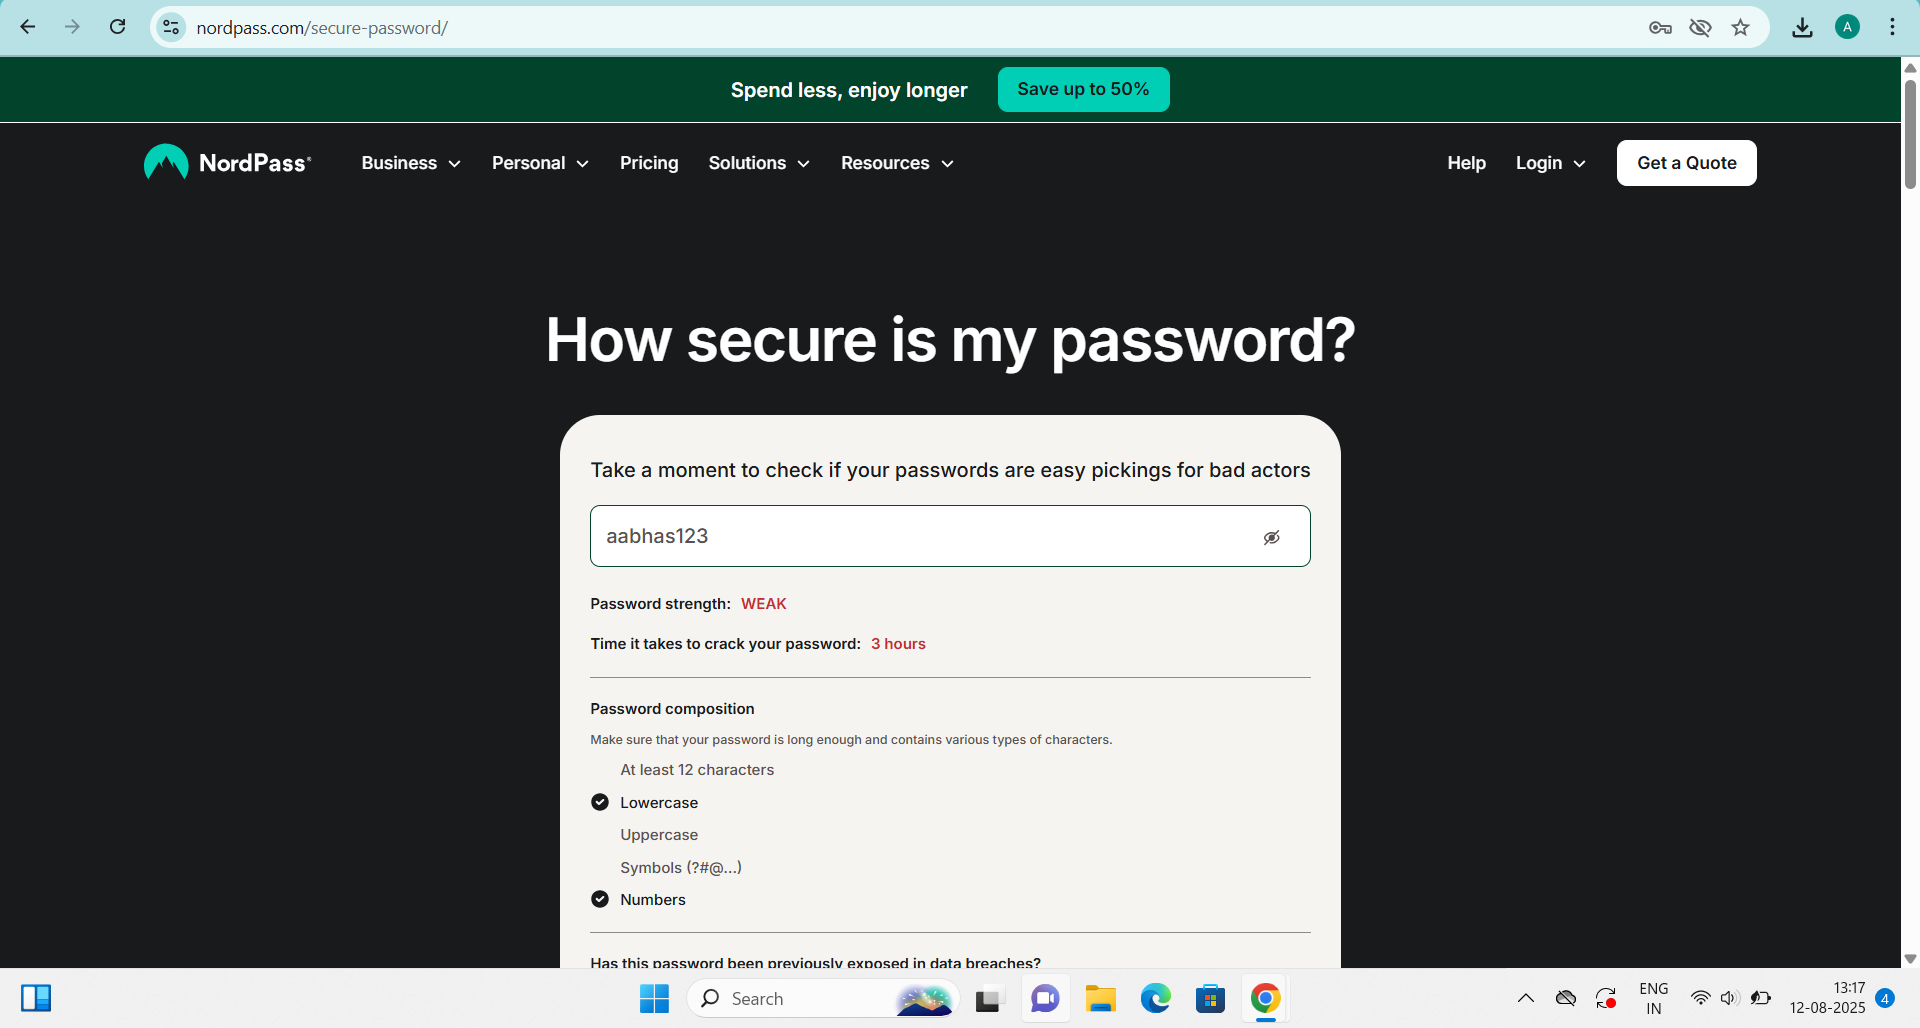 nordpass.com/secure-password/
A
Spend less, enjoy longer
Save up to 50%
NordPass®
Business
Personal
Pricing
Solutions
Resources
Help
Login
Get a Quote
How secure is my password?
Take a moment to check if your passwords are easy pickings for bad actors
aabhas123
Password strength: WEAK
Time it takes to crack your password: 3 hours
Password composition
Make sure that your password is long enough and contains various types of characters.
At least 12 characters
Lowercase
Uppercase
Symbols (?#@...)
Numbers
Has this password been previously exposed in data breaches?
Search
ENG
IN
13:17
12-08-2025
4